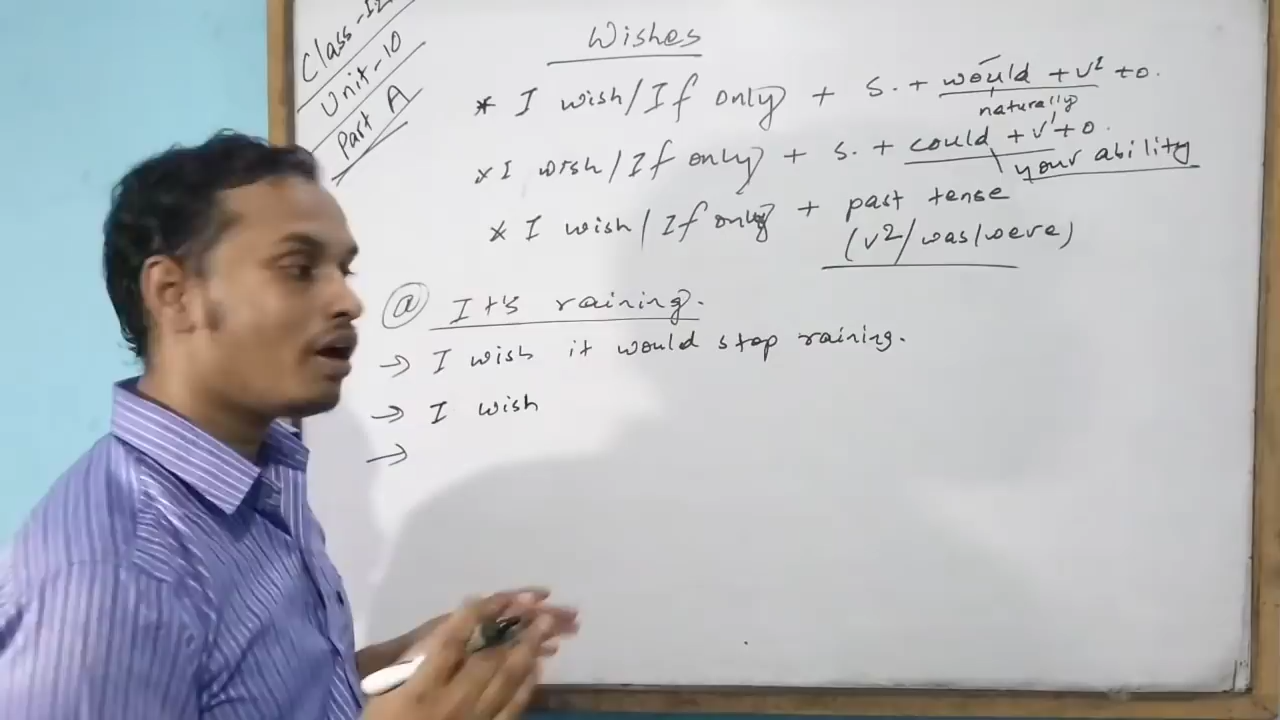 Class-12
Unit-10
Part A
Wishes
* I wish/If only + S. + would + v² + o.
naturally
* I wish/If only + S. + could + v¹ + o.
your ability
* I wish/If only + past tense
(v2/was/were)
@ It's raining.
→ I wish it would stop raining.
→ I wish
→